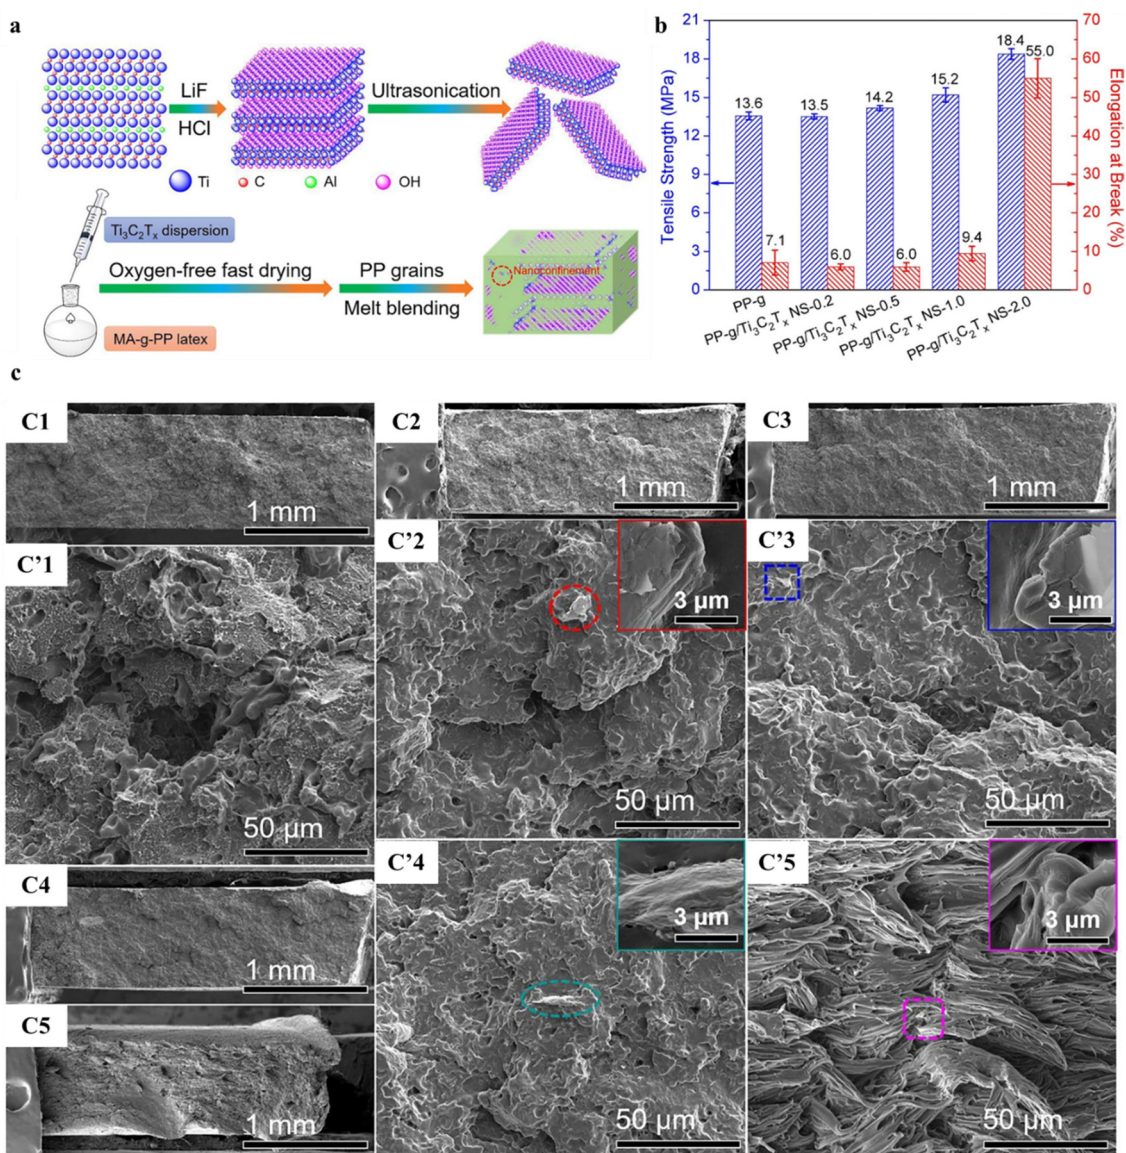 a
LiF
HCl
Ultrasonication
Ti
C
Al
OH
Ti₃C₂Tₓ dispersion
Oxygen-free fast drying
PP grains
Melt blending
Nanoconfinement
MA-g-PP latex
b
Tensile Strength (MPa)
21
18
15
12
9
6
3
0
13.6
7.1
13.5
6.0
14.2
6.0
15.2
9.4
18.4
55.0
70
60
50
40
30
20
10
0
Elongation at Break (%)
PP-g
PP-g/Ti₃C₂Tₓ NS-0.2
PP-g/Ti₃C₂Tₓ NS-0.5
PP-g/Ti₃C₂Tₓ NS-1.0
PP-g/Ti₃C₂Tₓ NS-2.0
c
C1
1 mm
C2
1 mm
C3
1 mm
C’1
50 µm
C’2
3 µm
50 µm
C’3
3 µm
50 µm
C4
1 mm
C5
1 mm
C’4
3 µm
50 µm
C’5
3 µm
50 µm